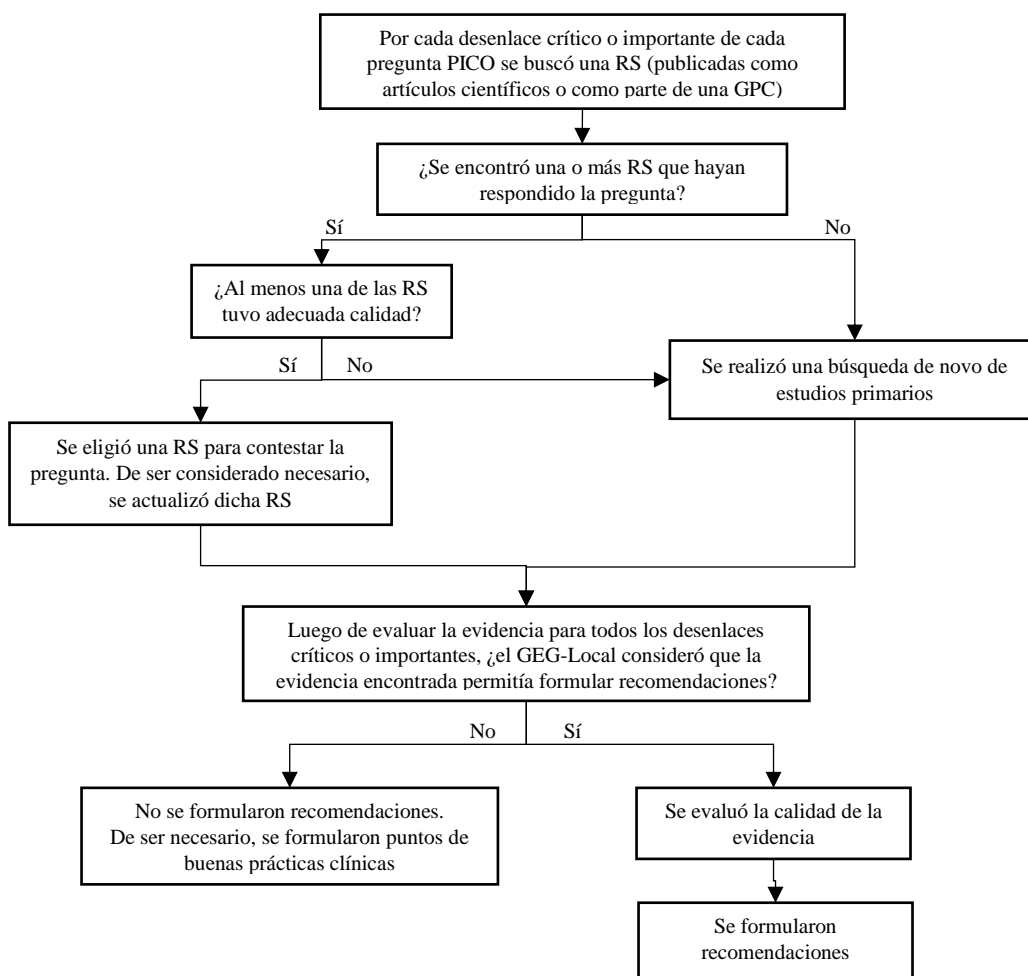 Por cada desenlace crítico o importante de cada
pregunta PICO se buscó una RS (publicadas como
artículos científicos o como parte de una GPC)
¿Se encontró una o más RS que hayan
respondido la pregunta?
Sí
No
¿Al menos una de las RS
tuvo adecuada calidad?
Sí
No
Se realizó una búsqueda de novo de
estudios primarios
Se eligió una RS para contestar la
pregunta. De ser considerado necesario,
se actualizó dicha RS
Luego de evaluar la evidencia para todos los desenlaces
críticos o importantes, ¿el GEG-Local consideró que la
evidencia encontrada permitía formular recomendaciones?
No
Sí
No se formularon recomendaciones.
De ser necesario, se formularon puntos de
buenas prácticas clínicas
Se evaluó la calidad de la
evidencia
Se formularon
recomendaciones